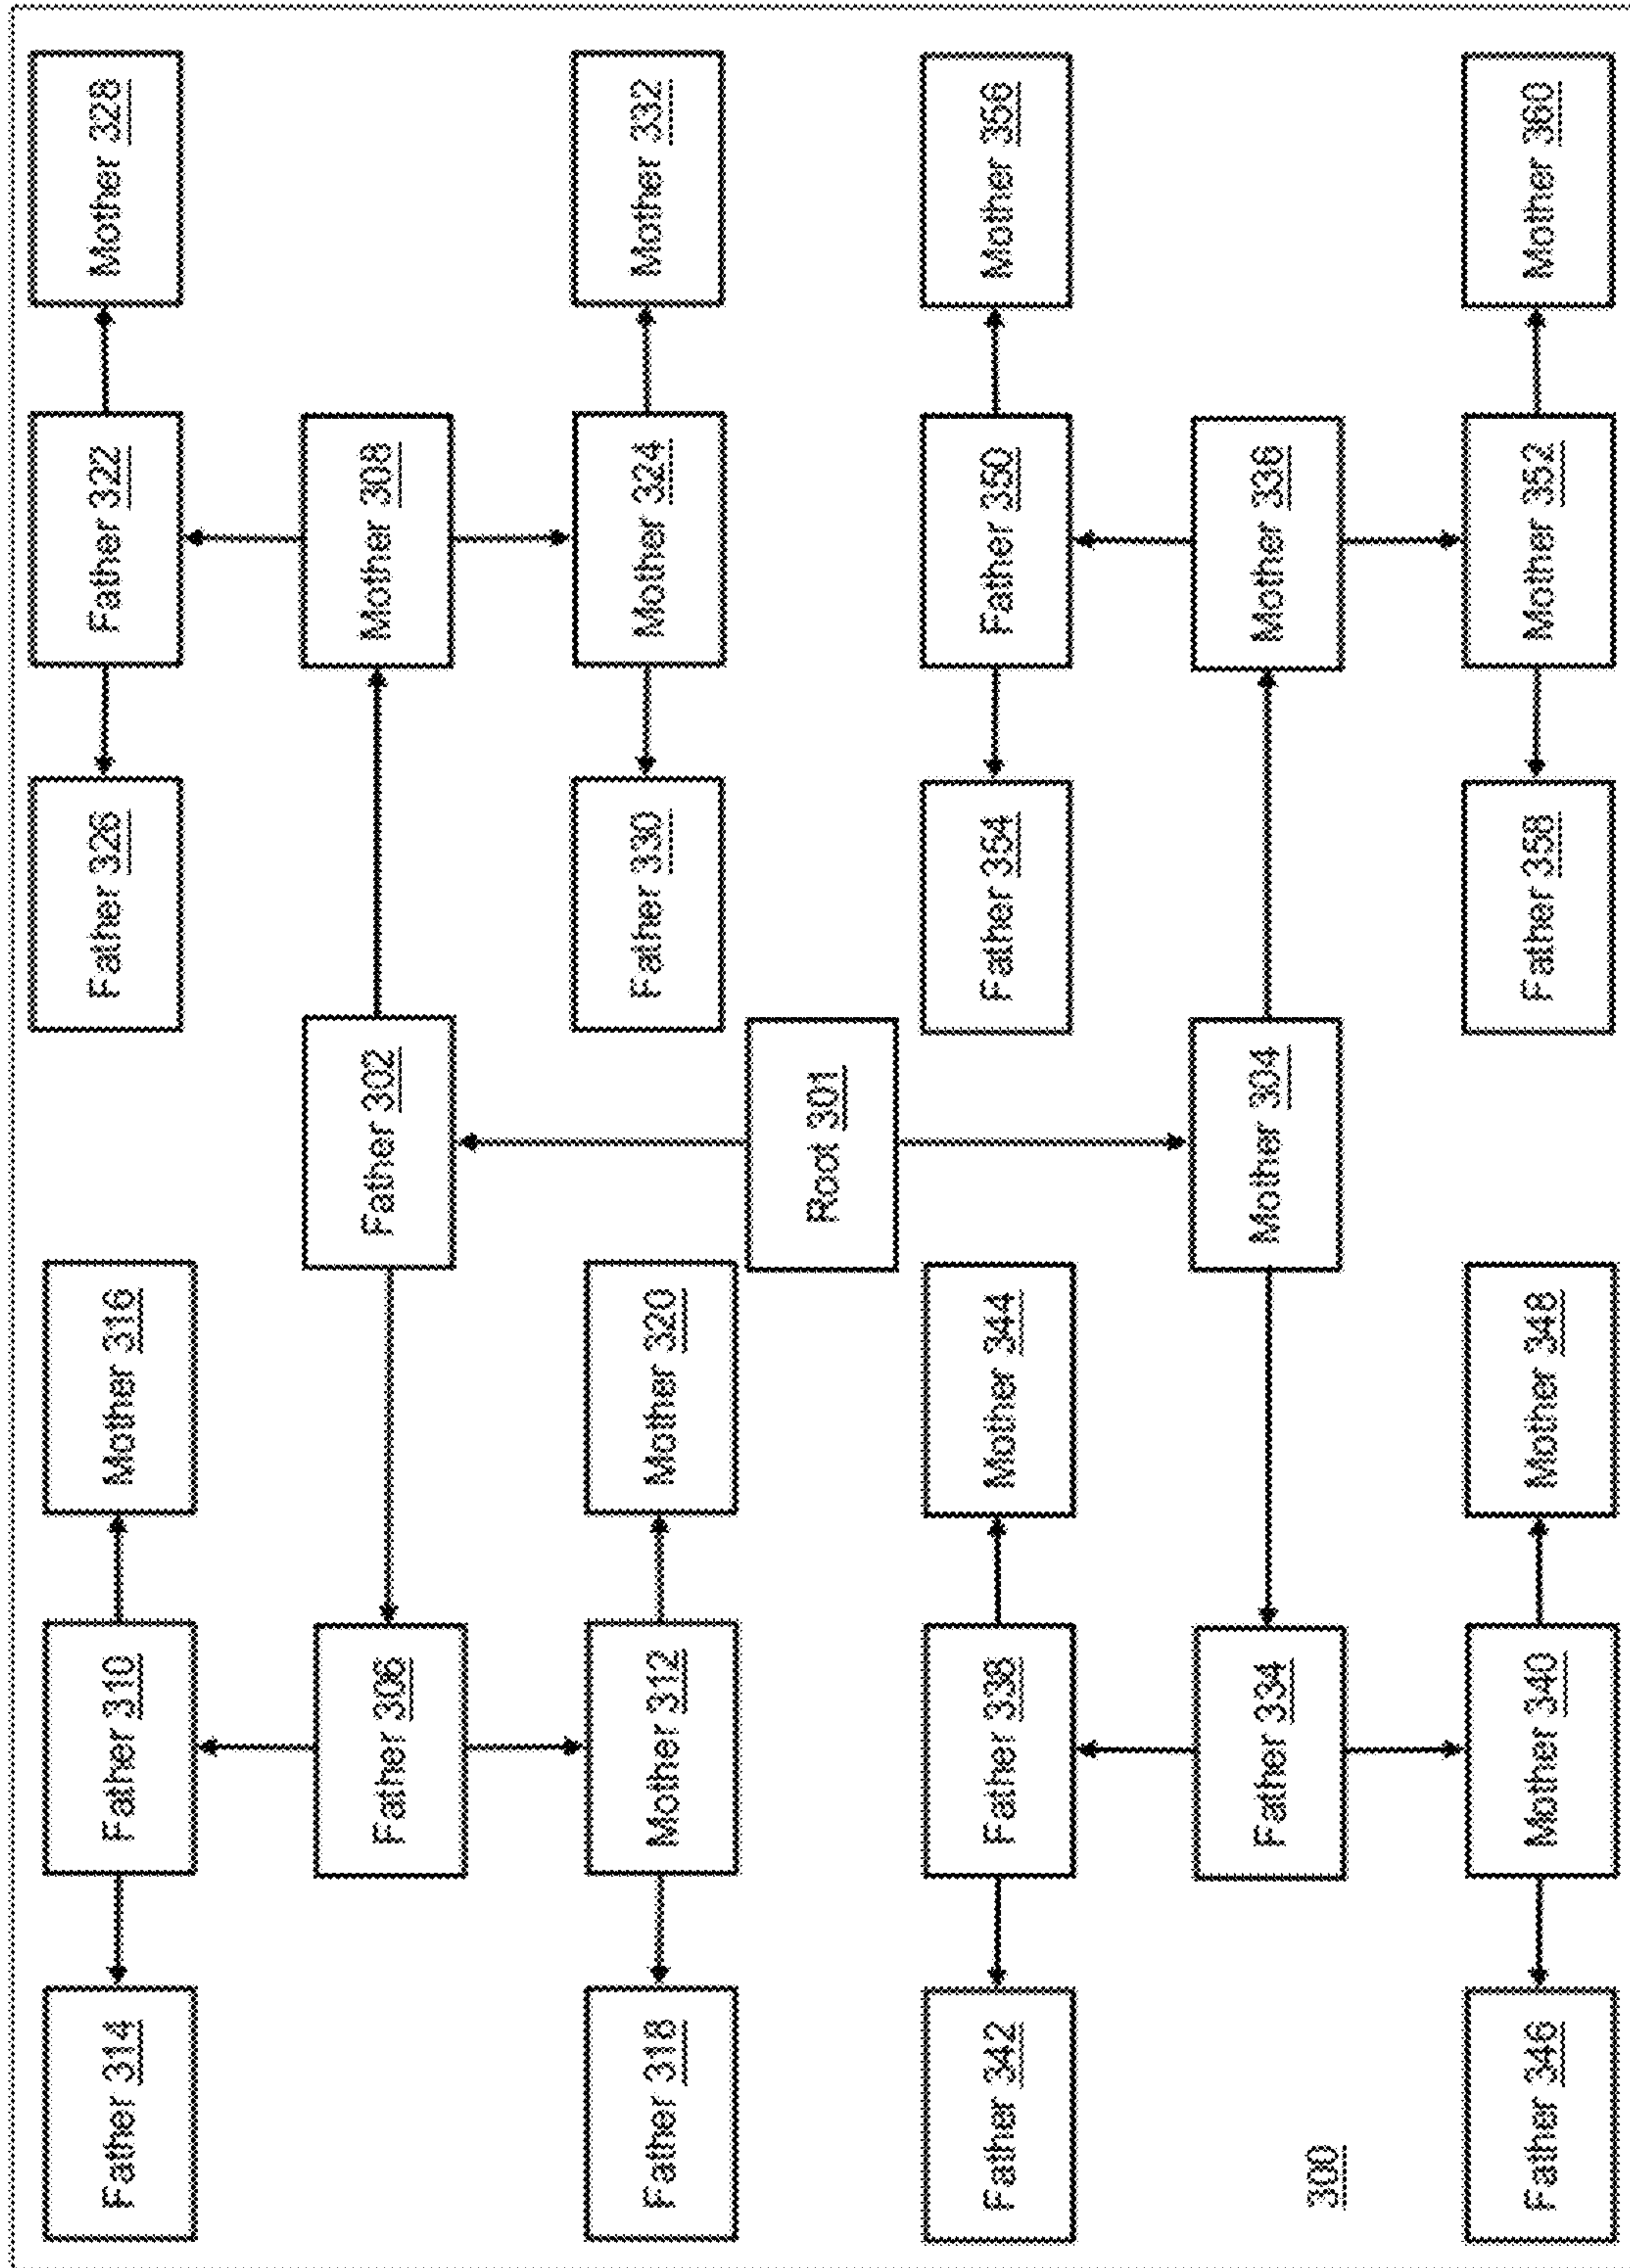 Father 314
Father 310
Mother 316
Father 326
Father 322
Mother 328
Father 306
Father 302
Mother 308
Father 318
Mother 312
Mother 320
Father 330
Mother 324
Mother 332
Root 301
Father 342
Father 338
Mother 344
Father 354
Father 350
Mother 356
Father 334
Mother 304
Mother 336
300
Father 346
Mother 340
Mother 348
Father 358
Mother 352
Mother 360